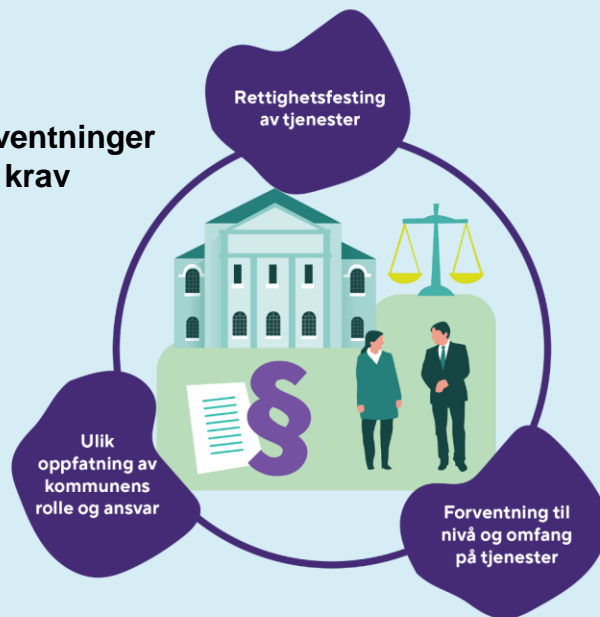 Rettighetsfesting
av tjenester
ventninger
krav
Ulik
oppfatning av
kommunens
rolle og ansvar
Forventning til
nivå og omfang
på tjenester
§